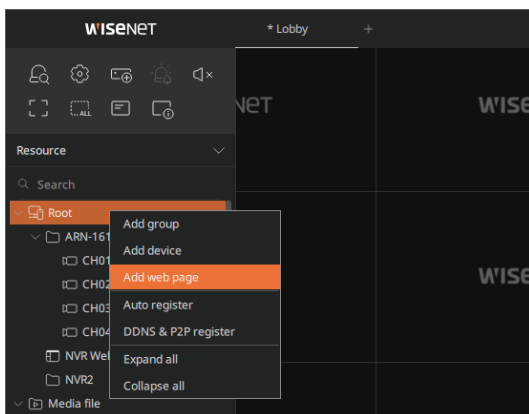 WISENET
* Lobby
+
ALL
Resource
Search
Root
ARN-161
CH01
CH02
CH03
CH04
NVR Wel
NVR2
Media file
Add group
Add device
Add web page
Auto register
DDNS & P2P register
Expand all
Collapse all
NET
WISE
WISE